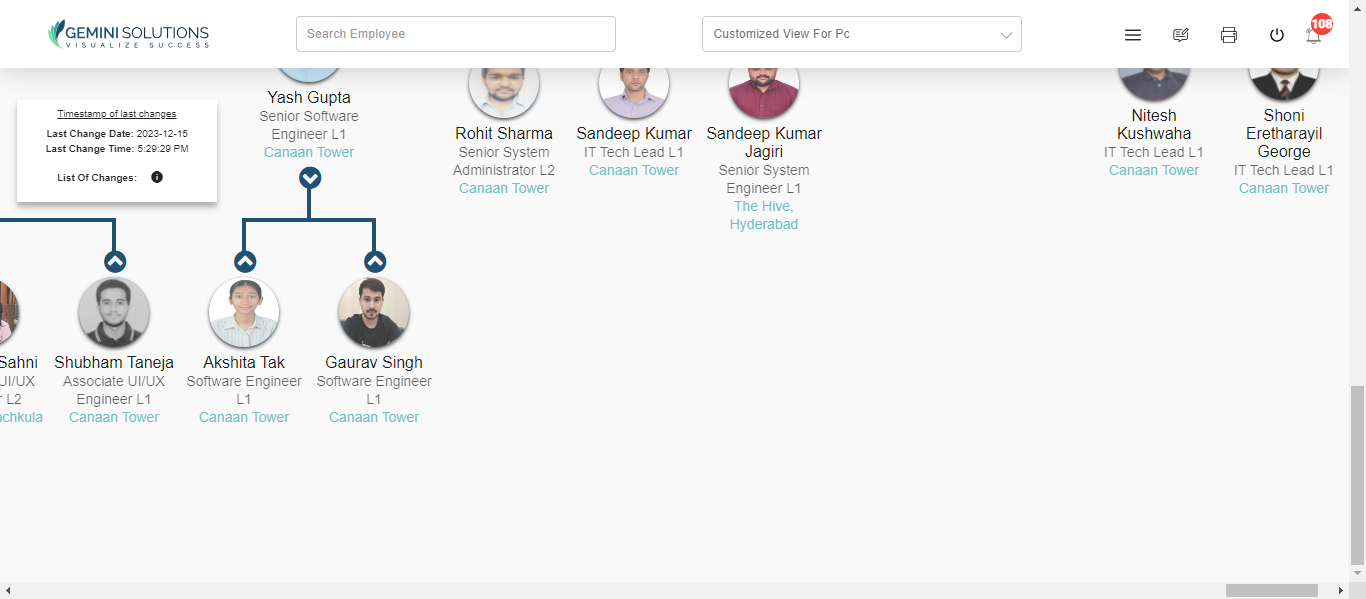 GEMINI SOLUTIONS
VISUALIZE SUCCESS
Search Employee
Customized View For Pc
108
Timestamp of last changes
Last Change Date: 2023-12-15
Last Change Time: 5:29:29 PM
List Of Changes:
Yash Gupta
Senior Software
Engineer L1
Canaan Tower
Rohit Sharma
Senior System
Administrator L2
Canaan Tower
Sandeep Kumar
IT Tech Lead L1
Canaan Tower
Sandeep Kumar
Jagiri
Senior System
Engineer L1
The Hive,
Hyderabad
Nitesh
Kushwaha
IT Tech Lead L1
Canaan Tower
Shoni
Eretharayil
George
IT Tech Lead L1
Canaan Tower
Sahni
UI/UX
L2
nchkula
Shubham Taneja
Associate UI/UX
Engineer L1
Canaan Tower
Akshita Tak
Software Engineer
L1
Canaan Tower
Gaurav Singh
Software Engineer
L1
Canaan Tower